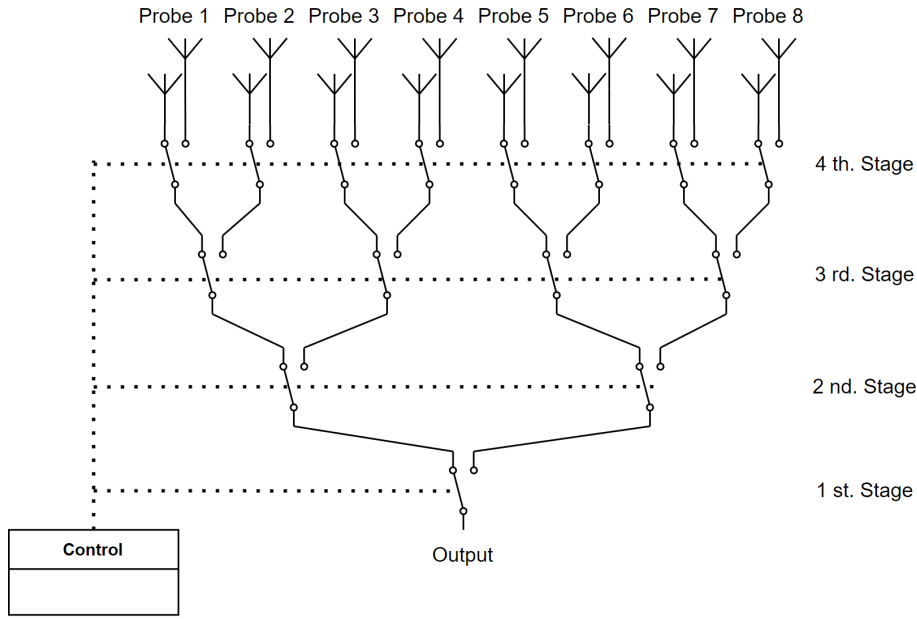 Probe 1 Probe 2 Probe 3 Probe 4 Probe 5 Probe 6 Probe 7 Probe 8
4 th. Stage
3 rd. Stage
2 nd. Stage
1 st. Stage
Control
Output